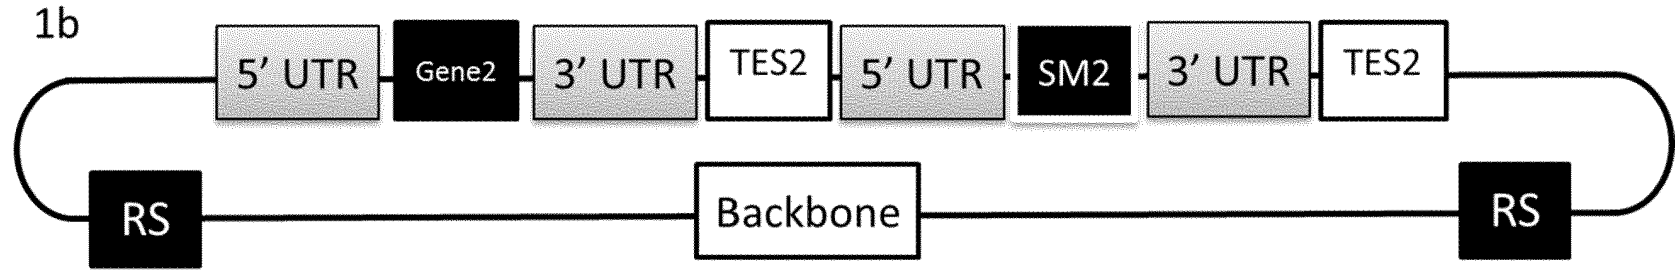 1b
5’ UTR Gene2 3’ UTR TES2 5’ UTR SM2 3’ UTR TES2
RS Backbone RS